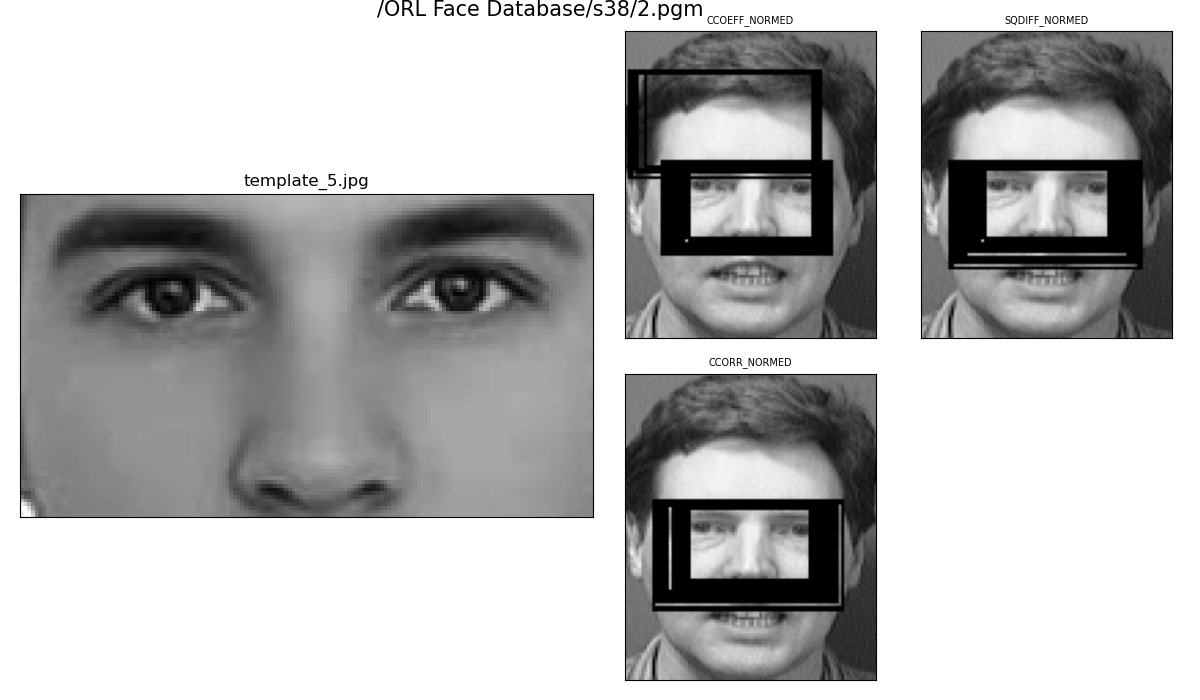 /ORL Face Database/s38/2.pgm
CCOEFF_NORMED
SQDIFF_NORMED
template_5.jpg
CCORR_NORMED